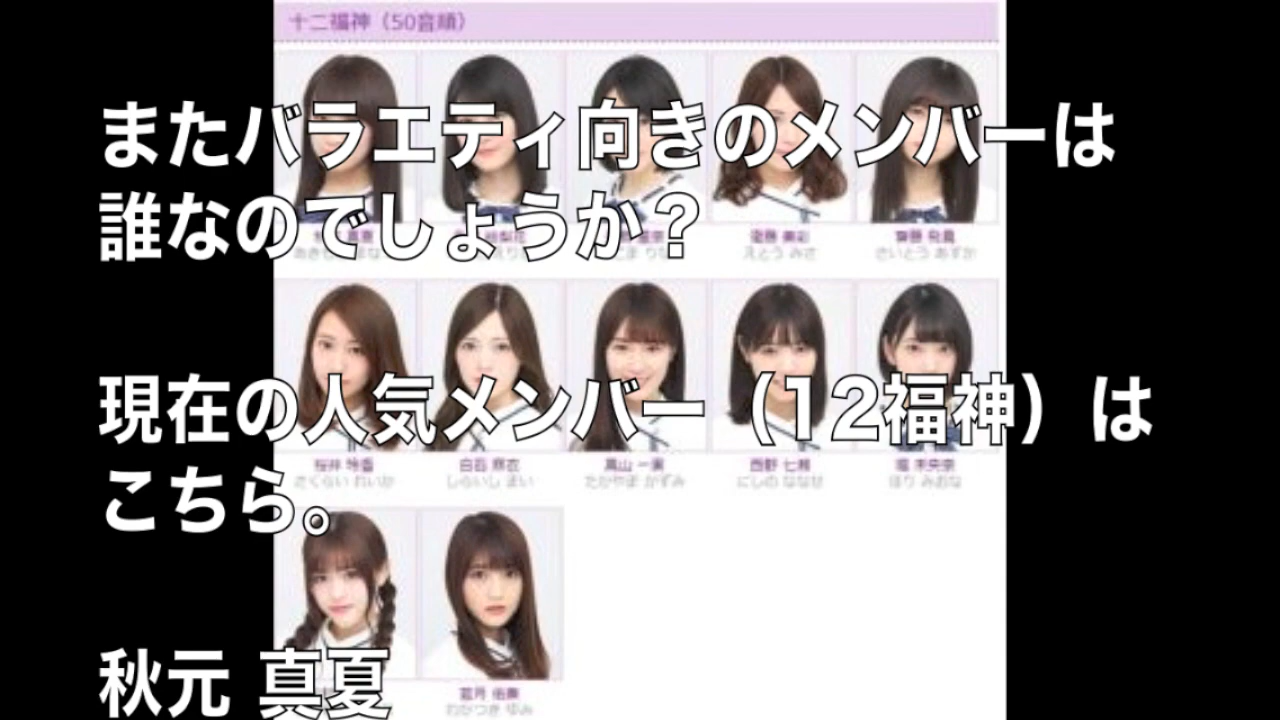 十二福神（50音順）
またバラエティ向きのメンバーは
誰なのでしょうか？
衛藤 美彩
齋藤 飛鳥
えとう みさ
さいとう あすか
現在の人気メンバー（12福神）は
こちら。
桜井 玲香
白石 麻衣
高山 一実
西野 七瀬
堀 未央奈
さくらい れいか
しらいし まい
たかやま かずみ
にしの ななせ
ほり みおな
秋元 真夏
若月 佑美
わかつき ゆみ